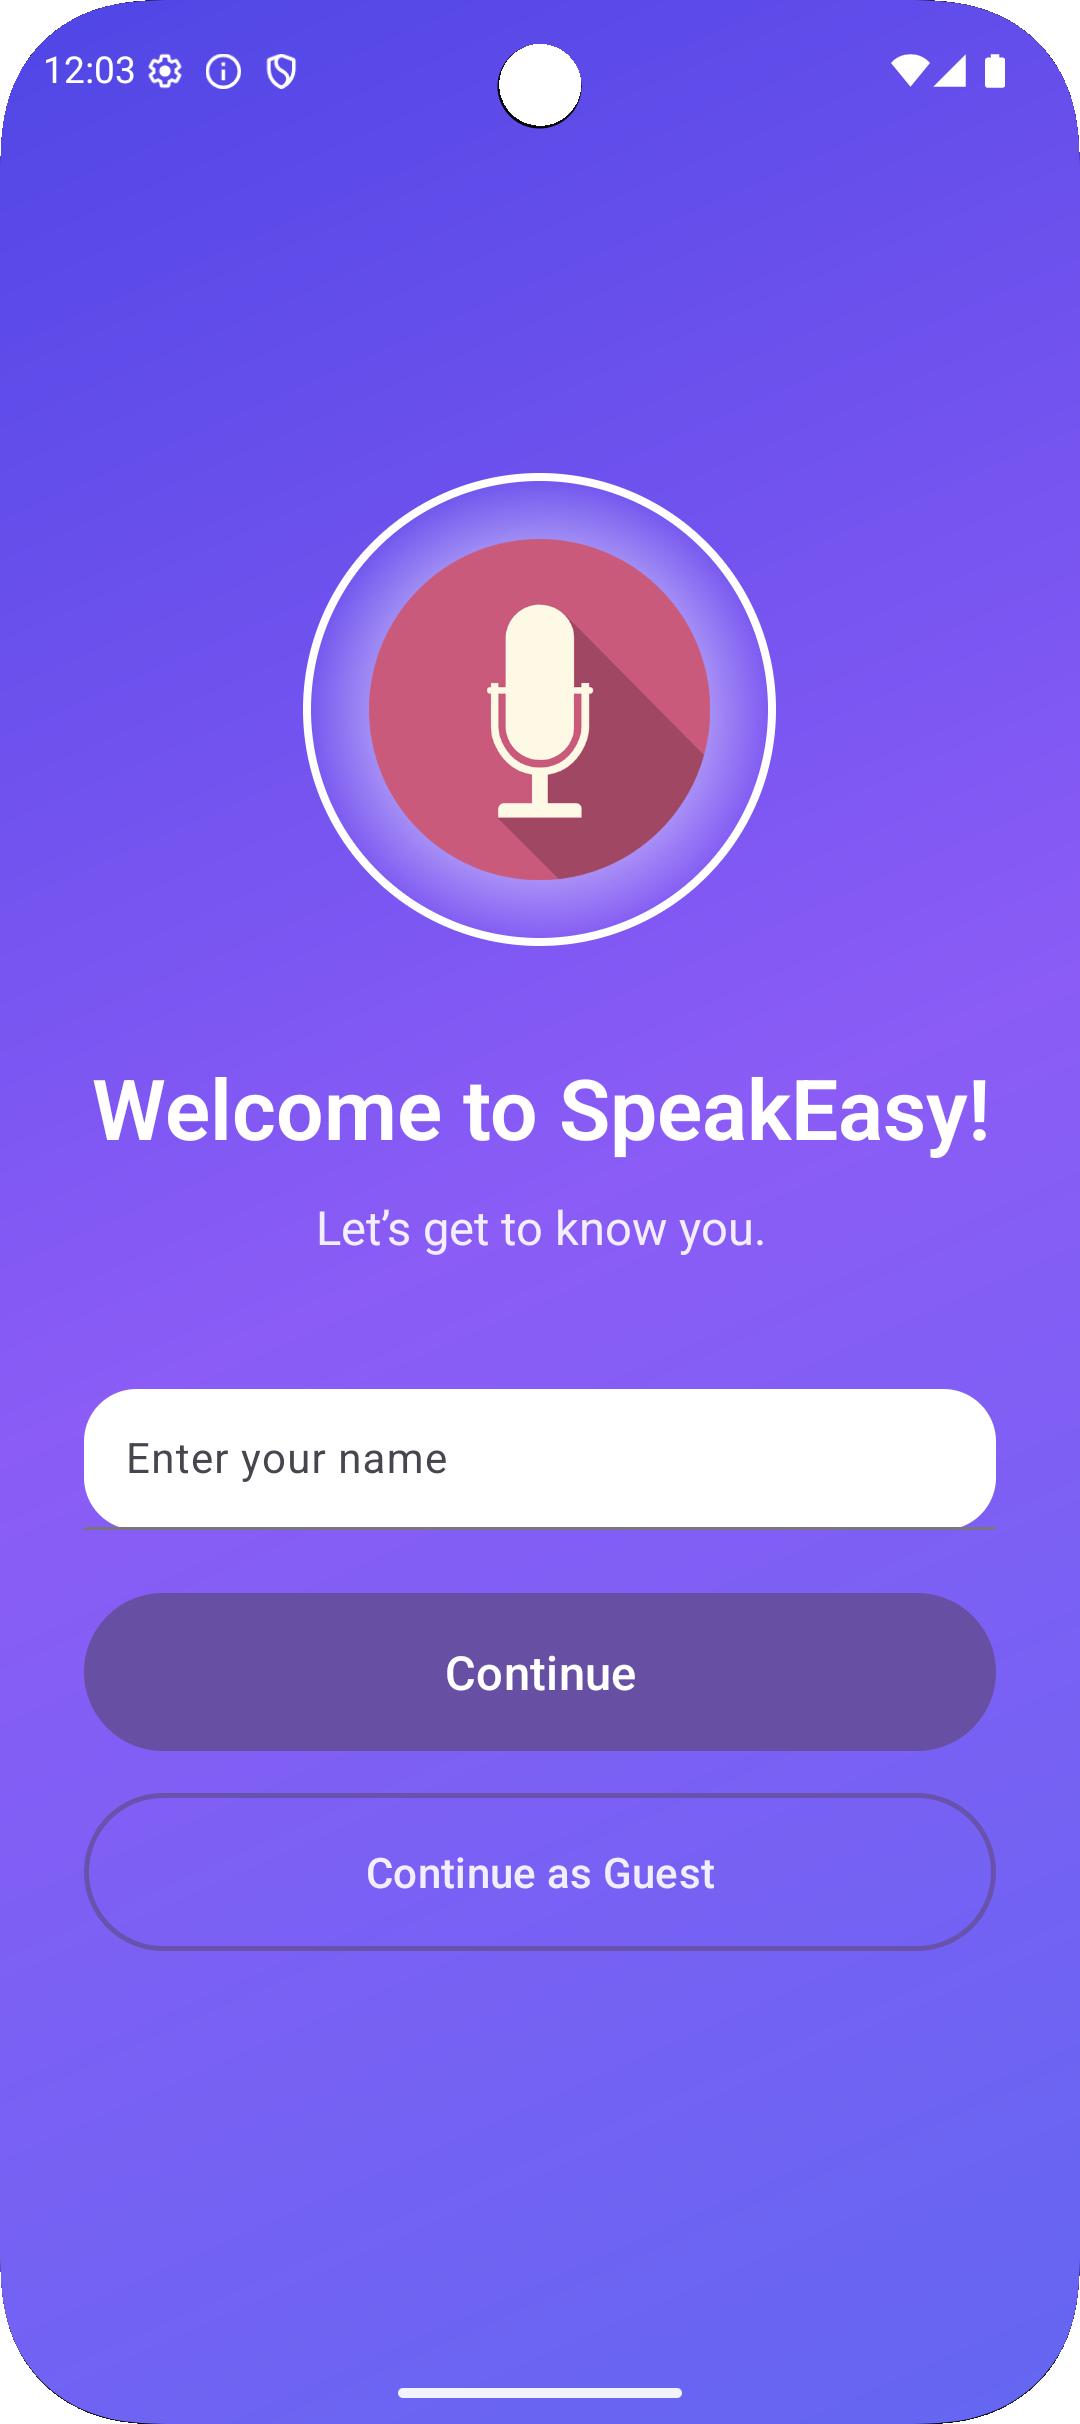 12:03
Welcome to SpeakEasy!
Let’s get to know you.
Enter your name
Continue
Continue as Guest